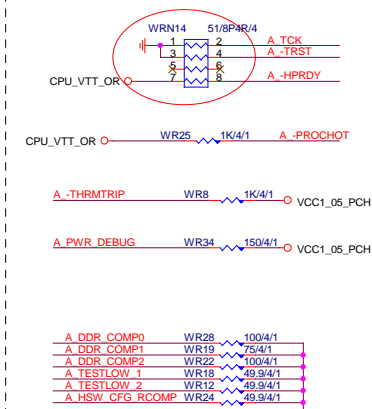 WRN14 51/8P4R/4
1 2 A_TCK
3 4 A_-TRST
5 6
CPU_VTT_OR 7 8 A_-HPRDY
CPU_VTT_OR WR25 1K/4/1 A_-PROCHOT
A_-THRMTRIP WR8 1K/4/1 VCC1_05_PCH
A_PWR_DEBUG WR34 150/4/1 VCC1_05_PCH
A_DDR_COMP0 WR28 100/4/1
A_DDR_COMP1 WR19 75/4/1
A_DDR_COMP2 WR22 100/4/1
A_TESTLOW_1 WR18 49.9/4/1
A_TESTLOW_2 WR12 49.9/4/1
A_HSW_CFG_RCOMP WR24 49.9/4/1